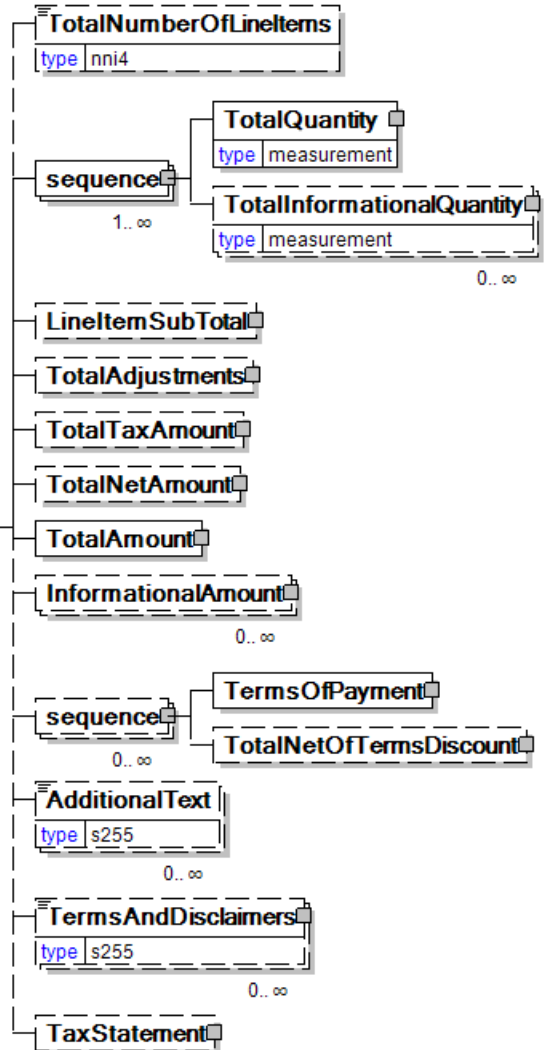 TotalNumberOfLineItems
type nni4
TotalQuantity
type measurement
sequence
1.. ∞
TotalInformationalQuantity
type measurement
0.. ∞
LineItemSubTotal
TotalAdjustments
TotalTaxAmount
TotalNetAmount
TotalAmount
InformationalAmount
0.. ∞
TermsOfPayment
sequence
0.. ∞
TotalNetOfTermsDiscount
AdditionalText
type s255
0.. ∞
TermsAndDisclaimers
type s255
0.. ∞
TaxStatement